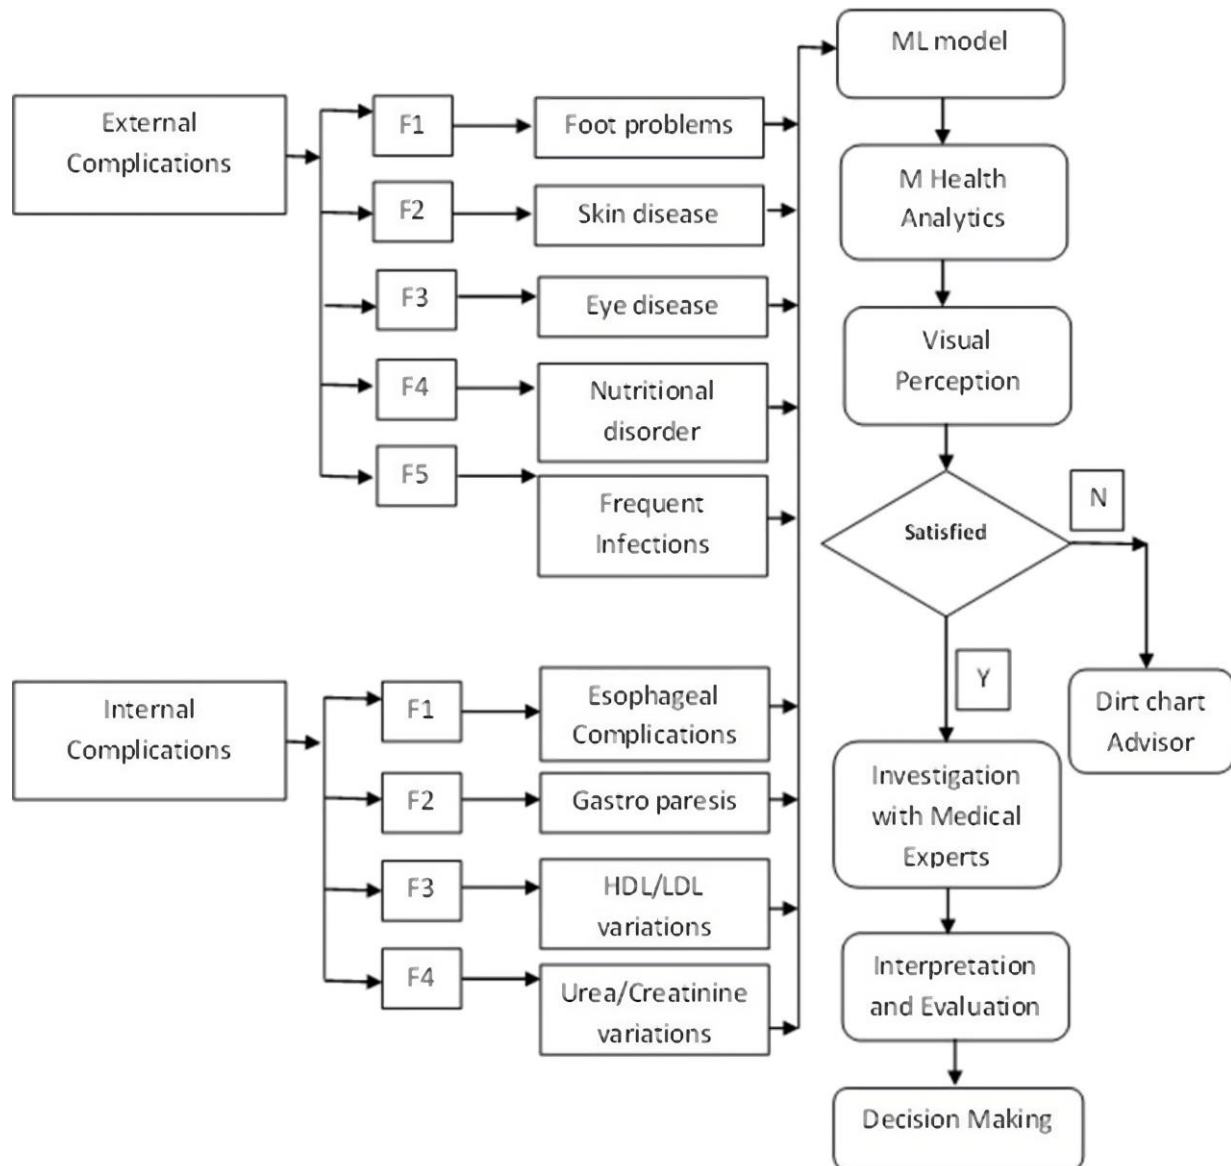 External
Complications
F1
Foot problems
F2
Skin disease
F3
Eye disease
F4
Nutritional
disorder
F5
Frequent
Infections
Internal
Complications
F1
Esophageal
Complications
F2
Gastro paresis
F3
HDL/LDL
variations
F4
Urea/Creatinine
variations
ML model
M Health
Analytics
Visual
Perception
Satisfied
N
Y
Dirt chart
Advisor
Investigation
with Medical
Experts
Interpretation
and Evaluation
Decision Making